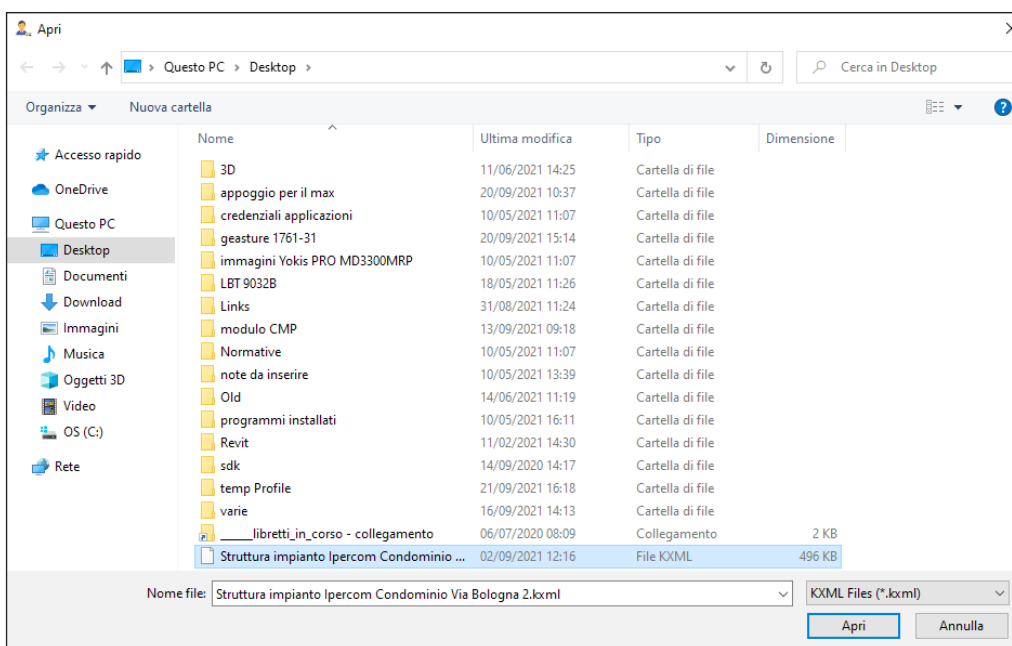 Apri
Questo PC > Desktop >
Cerca in Desktop
Organizza
Nuova cartella
Nome Ultima modifica Tipo Dimensione
Accesso rapido
OneDrive
Questo PC
Desktop
Documenti
Download
Immagini
Musica
Oggetti 3D
Video
OS (C:)
Rete
3D 11/06/2021 14:25 Cartella di file
appoggio per il max 20/09/2021 10:37 Cartella di file
credenziali applicazioni 10/05/2021 11:07 Cartella di file
geasture 1761-31 20/09/2021 15:14 Cartella di file
immagini Yokis PRO MD3300MRP 10/05/2021 11:07 Cartella di file
LBT 9032B 18/05/2021 11:26 Cartella di file
Links 31/08/2021 11:24 Cartella di file
modulo CMP 13/09/2021 09:18 Cartella di file
Normative 10/05/2021 11:07 Cartella di file
note da inserire 10/05/2021 13:39 Cartella di file
Old 14/06/2021 11:19 Cartella di file
programmi installati 10/05/2021 16:11 Cartella di file
Revit 11/02/2021 14:30 Cartella di file
sdk 14/09/2020 14:17 Cartella di file
temp Profile 21/09/2021 16:18 Cartella di file
varie 16/09/2021 14:13 Cartella di file
_____libretti_in_corso - collegamento 06/07/2020 08:09 Collegamento 2 KB
Struttura impianto Ipercom Condominio ... 02/09/2021 12:16 File KXML 496 KB
Nome file: Struttura impianto Ipercom Condominio Via Bologna 2.kxml KXML Files (*.kxml)
Apri Annulla